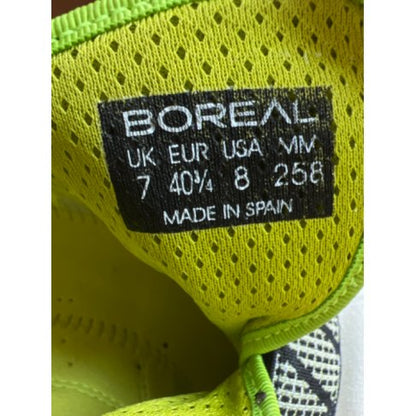 BOREAL
UK EUR USA MM
7 40¾ 8 258
MADE IN SPAIN